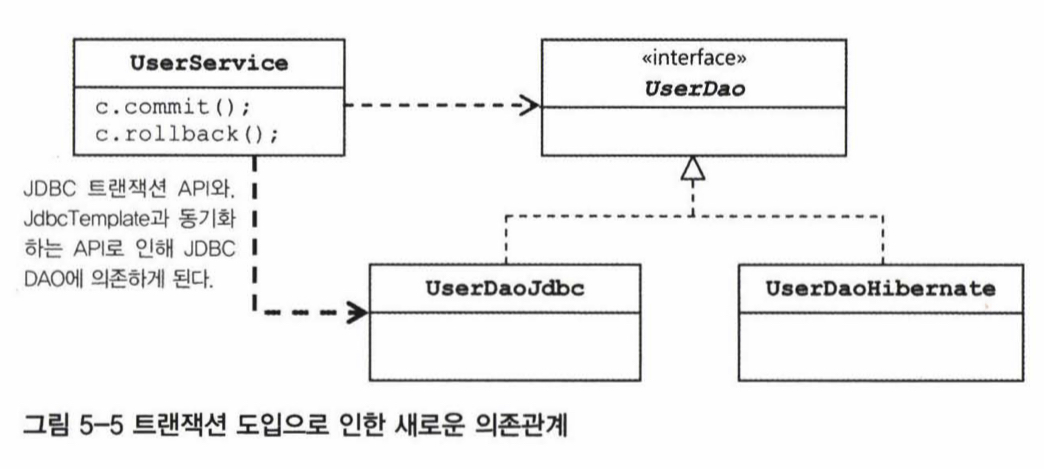 UserService
c.commit();
c.rollback();
«interface»
UserDao
JDBC 트랜잭션 API와,
JdbcTemplate과 동기화
하는 API로 인해 JDBC
DAO에 의존하게 된다.
UserDaoJdbc
UserDaoHibernate
그림 5–5 트랜잭션 도입으로 인한 새로운 의존관계